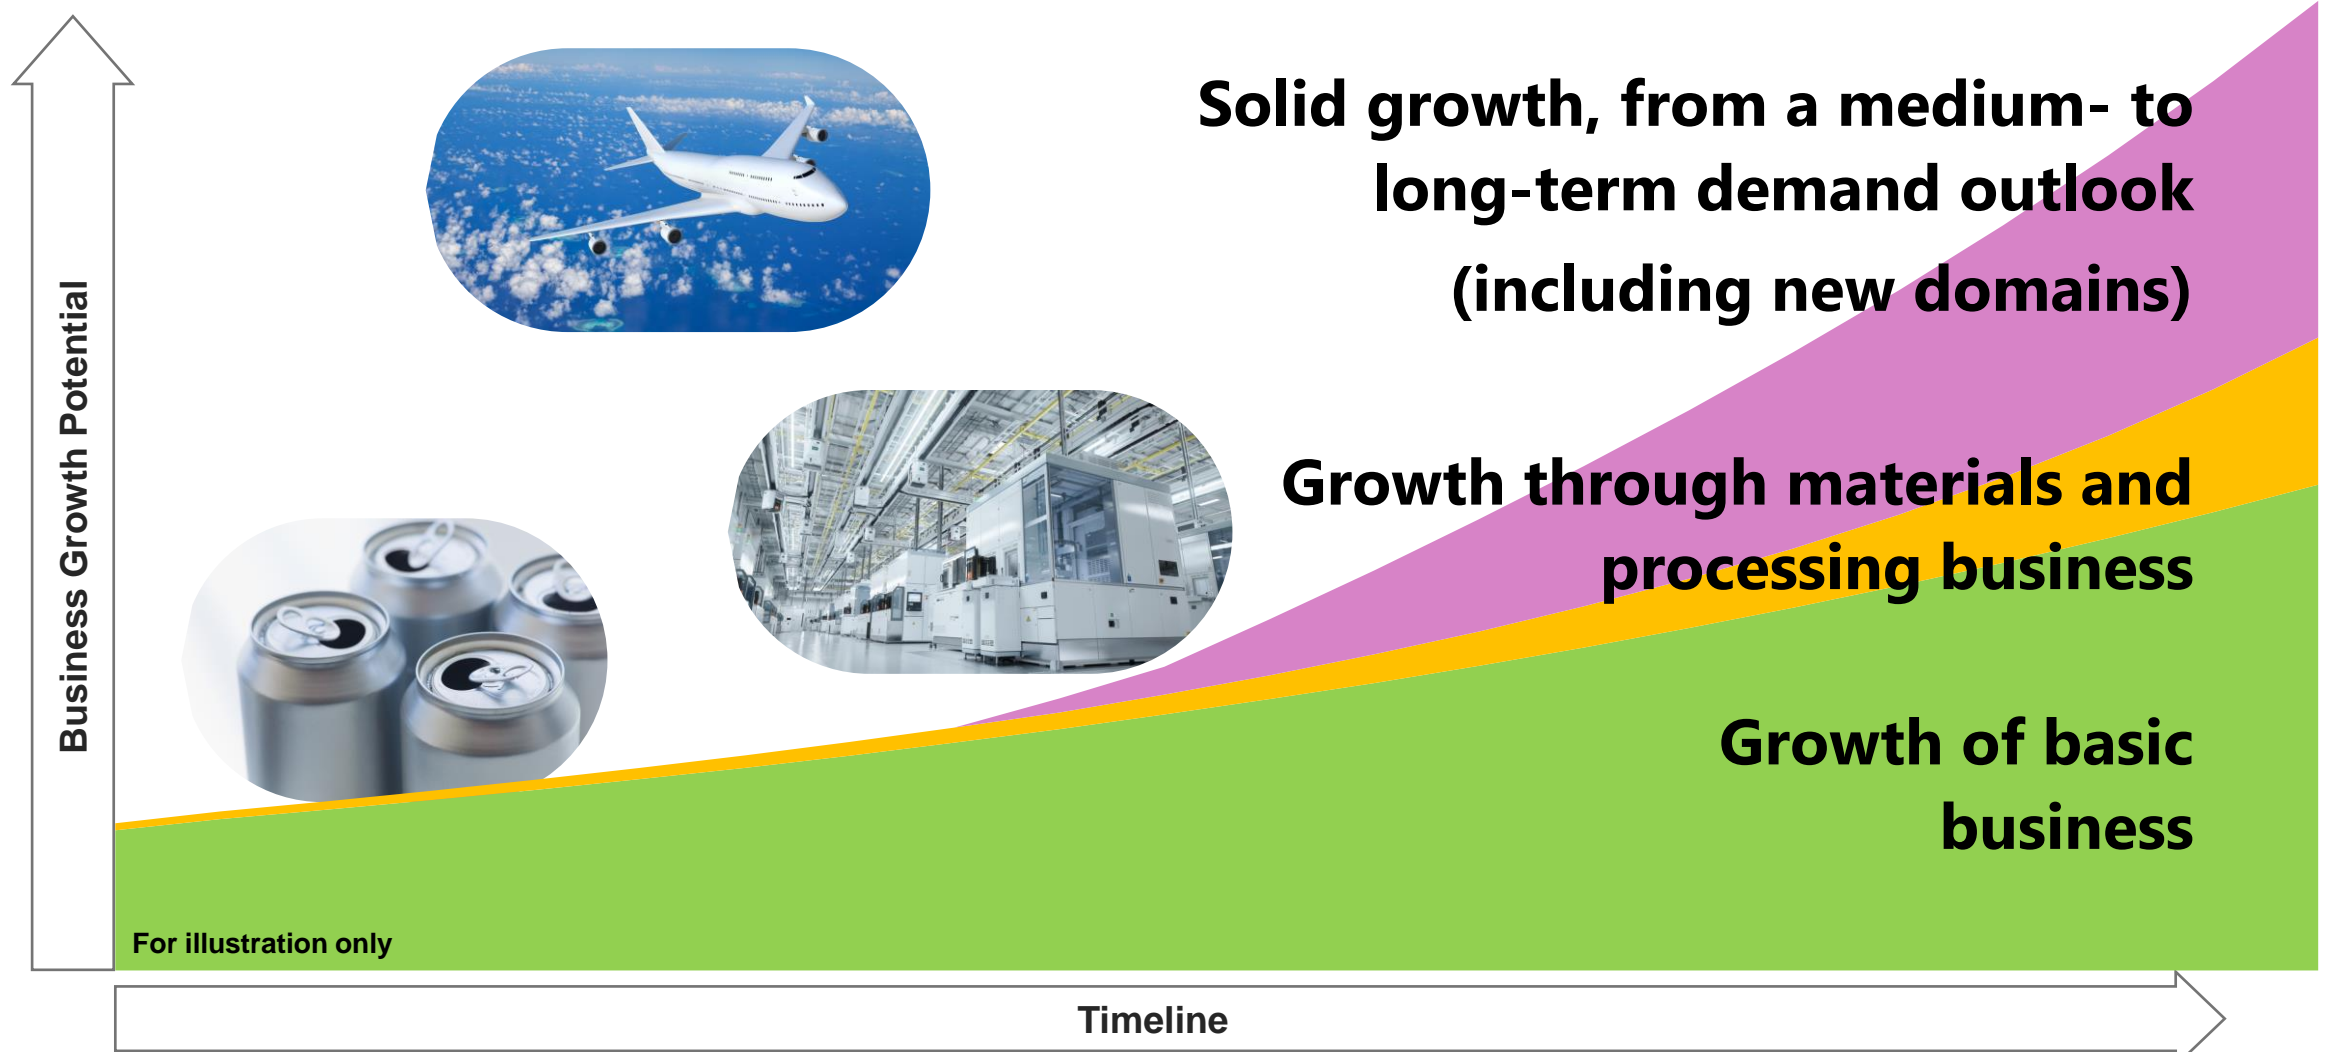 Solid growth, from a medium- to
long-term demand outlook
(including new domains)
Growth through materials and
processing business
Growth of basic
business
Business Growth Potential
For illustration only
Timeline